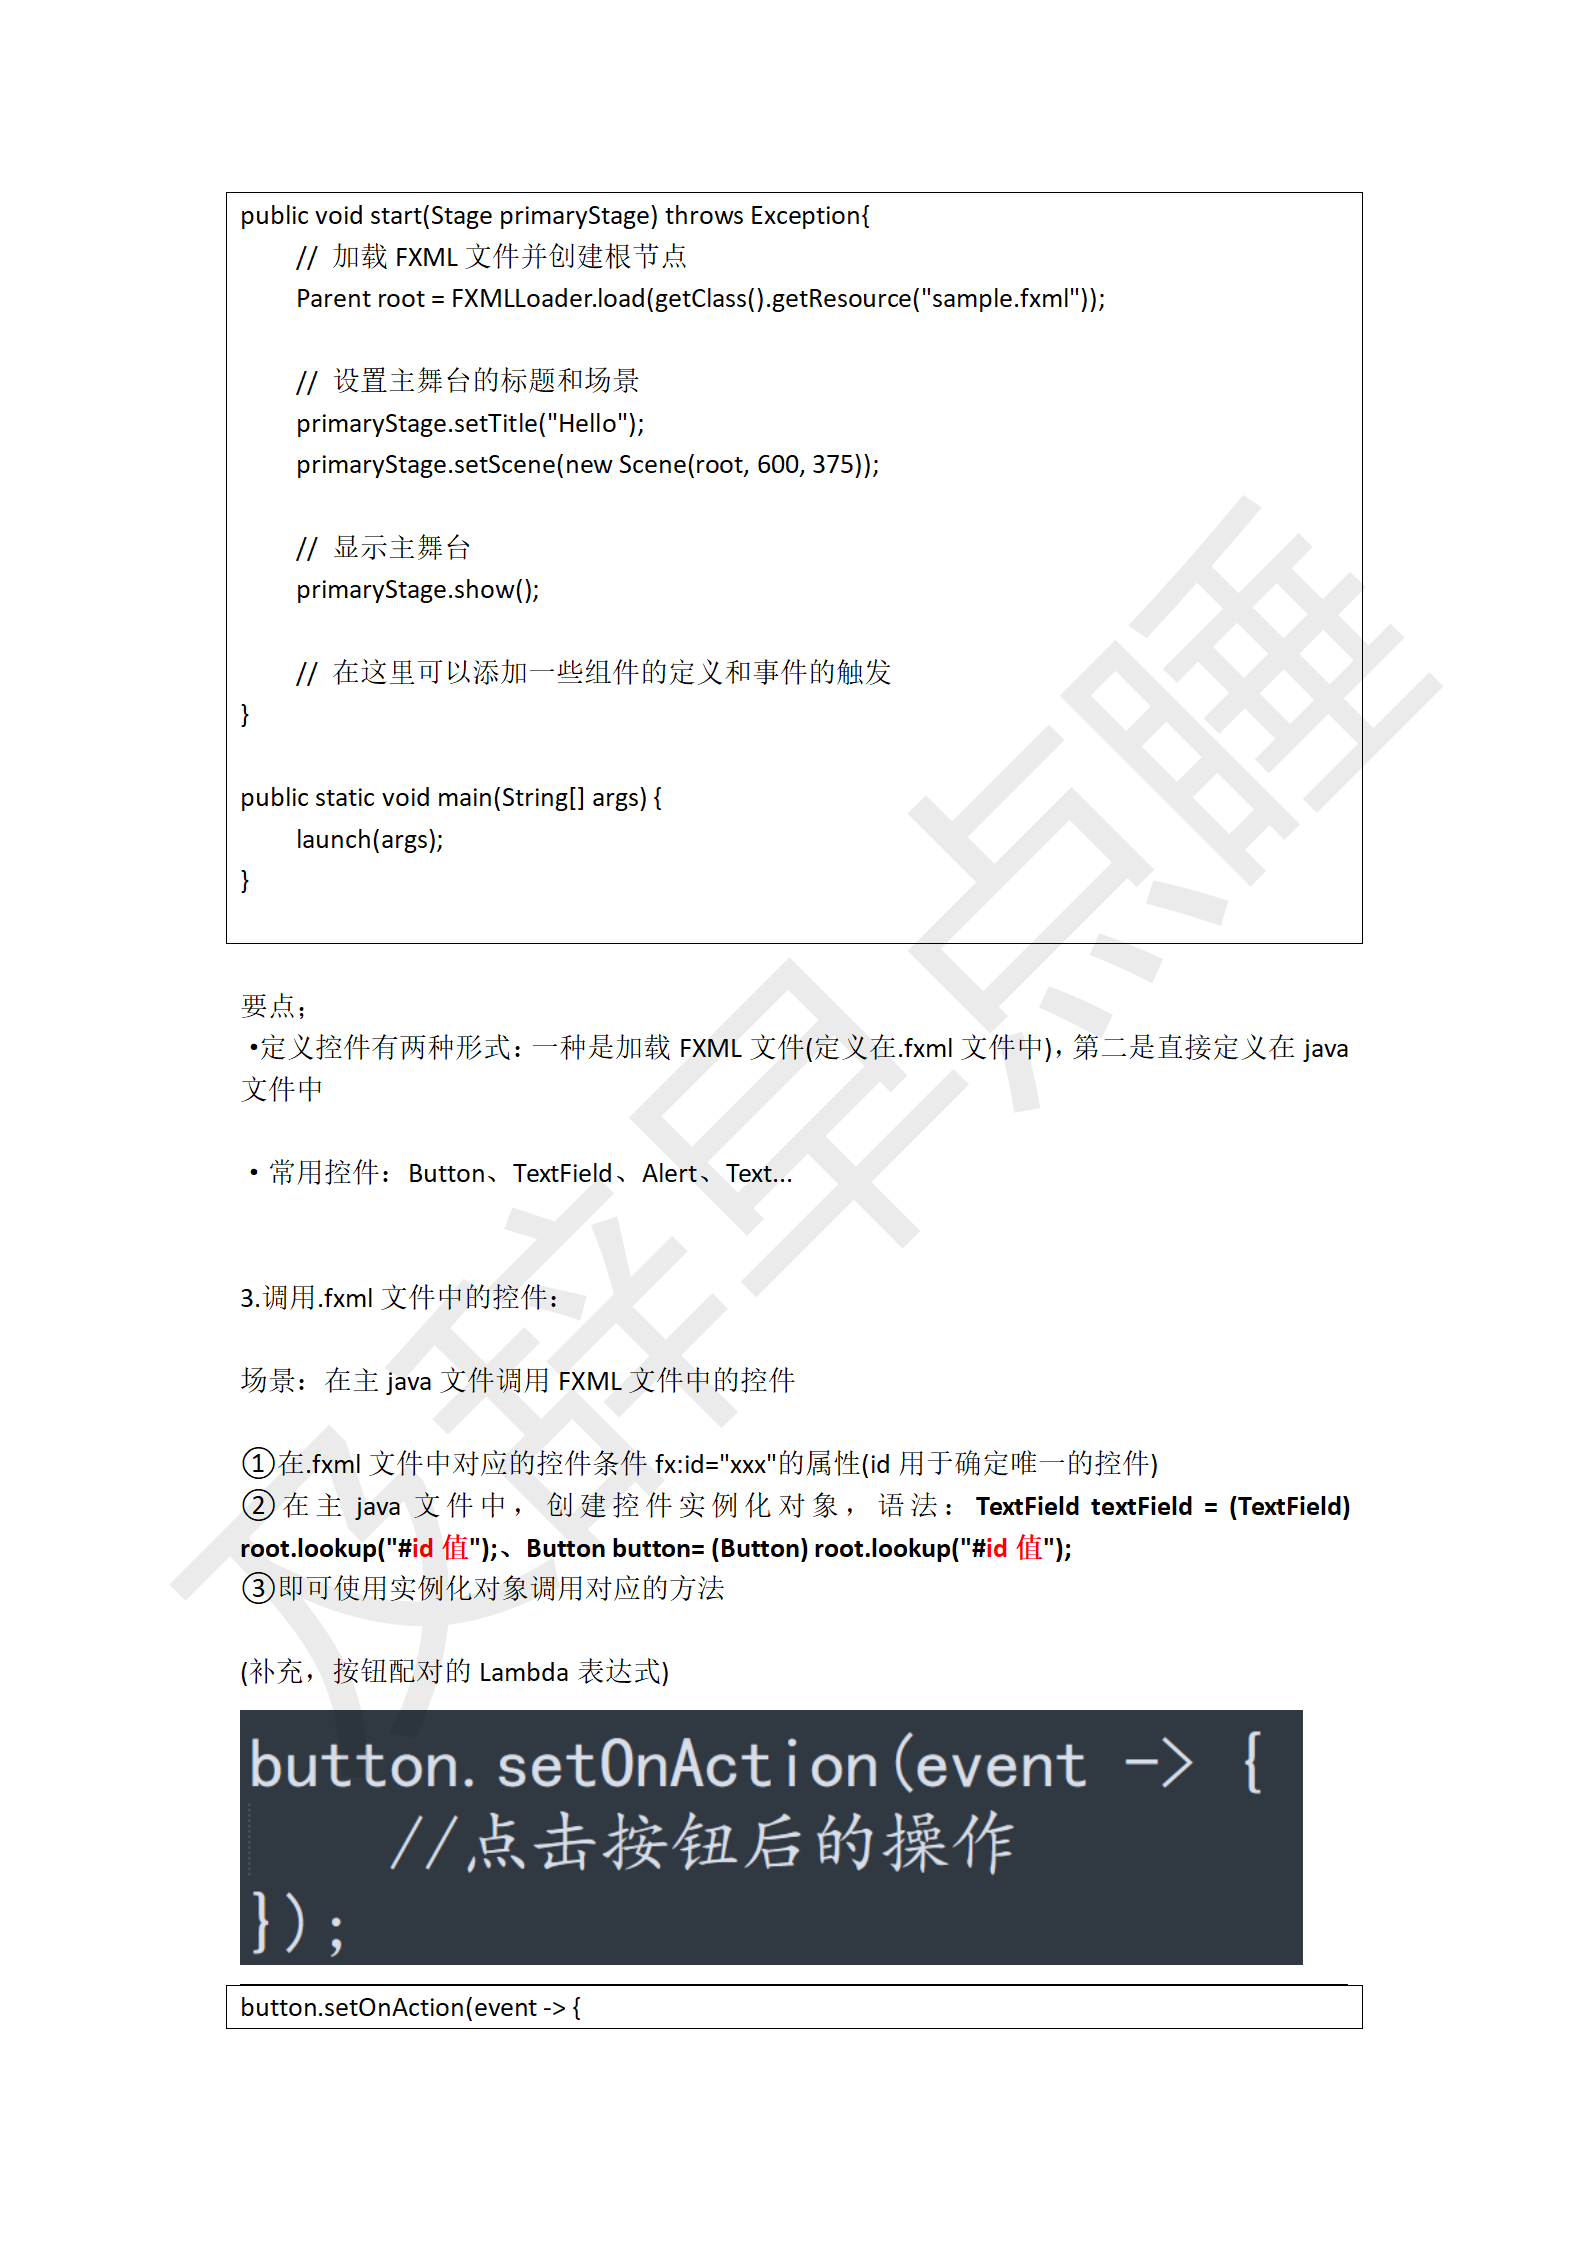 public void start(Stage primaryStage) throws Exception{
// 加载 FXML 文件并创建根节点
Parent root = FXMLLoader.load(getClass().getResource("sample.fxml"));
// 设置主舞台的标题和场景
primaryStage.setTitle("Hello");
primaryStage.setScene(new Scene(root, 600, 375));
// 显示主舞台
primaryStage.show();
// 在这里可以添加一些组件的定义和事件的触发
}
public static void main(String[] args) {
launch(args);
}
要点；
•定义控件有两种形式：一种是加载 FXML 文件(定义在.fxml 文件中)，第二是直接定义在 java
文件中
• 常用控件：Button、TextField、Alert、Text...
3.调用.fxml 文件中的控件：
场景：在主 java 文件调用 FXML 文件中的控件
①在.fxml 文件中对应的控件条件 fx:id="xxx"的属性(id 用于确定唯一的控件)
②在主 java 文件中，创建控件实例化对象，语法：TextField textField = (TextField)
root.lookup("#id 值");、Button button= (Button) root.lookup("#id 值");
③即可使用实例化对象调用对应的方法
(补充，按钮配对的 Lambda 表达式)
button.setOnAction(event -> {
//点击按钮后的操作
});
button.setOnAction(event -> {
辞早点睡